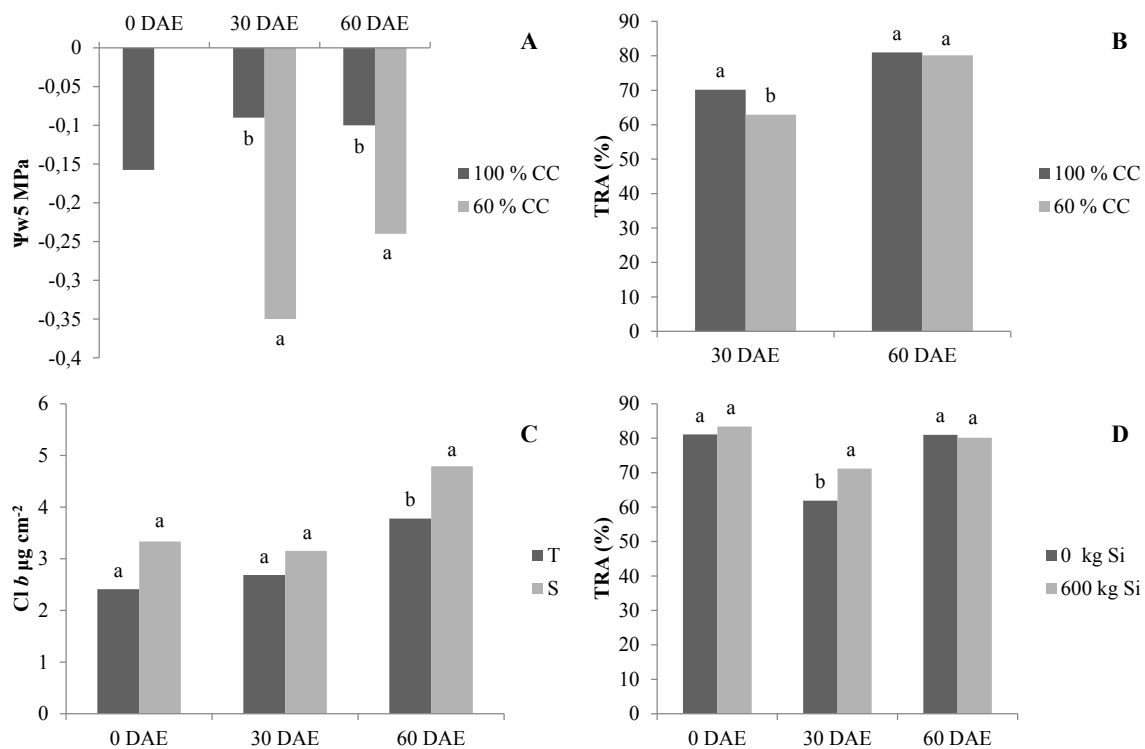 0 DAE 30 DAE 60 DAE
A
0
-0,05
-0,1
-0,15
-0,2
-0,25
-0,3
-0,35
-0,4
Ψw5 MPa
b
b
a
a
100 % CC
60 % CC
B
90
80
70
60
50
40
30
20
10
0
TRA (%)
a
b
a
a
30 DAE 60 DAE
100 % CC
60 % CC
C
6
5
4
3
2
1
0
Cl b µg cm-2
a
a
a
a
b
a
0 DAE 30 DAE 60 DAE
T
S
D
90
80
70
60
50
40
30
20
10
0
TRA (%)
a
a
b
a
a
a
0 DAE 30 DAE 60 DAE
0 kg Si
600 kg Si